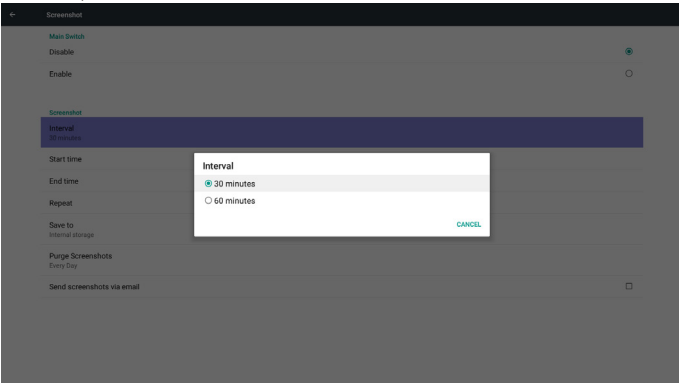 Screenshot
Main Switch
Disable
Enable
Screenshot
Interval
30 minutes
Start time
End time
Repeat
Save to
Internal storage
Purge Screenshots
Every Day
Send screenshots via email
Interval
30 minutes
60 minutes
CANCEL